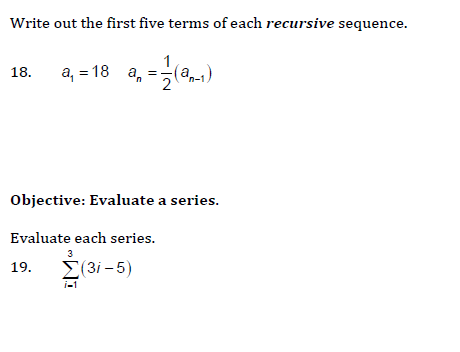 Write out the first five terms of each recursive sequence.
18. a₁ = 18 aₙ = 1/2 (aₙ₋₁)
Objective: Evaluate a series.
Evaluate each series.
19. ∑_{i=1}^{3} (3i – 5)